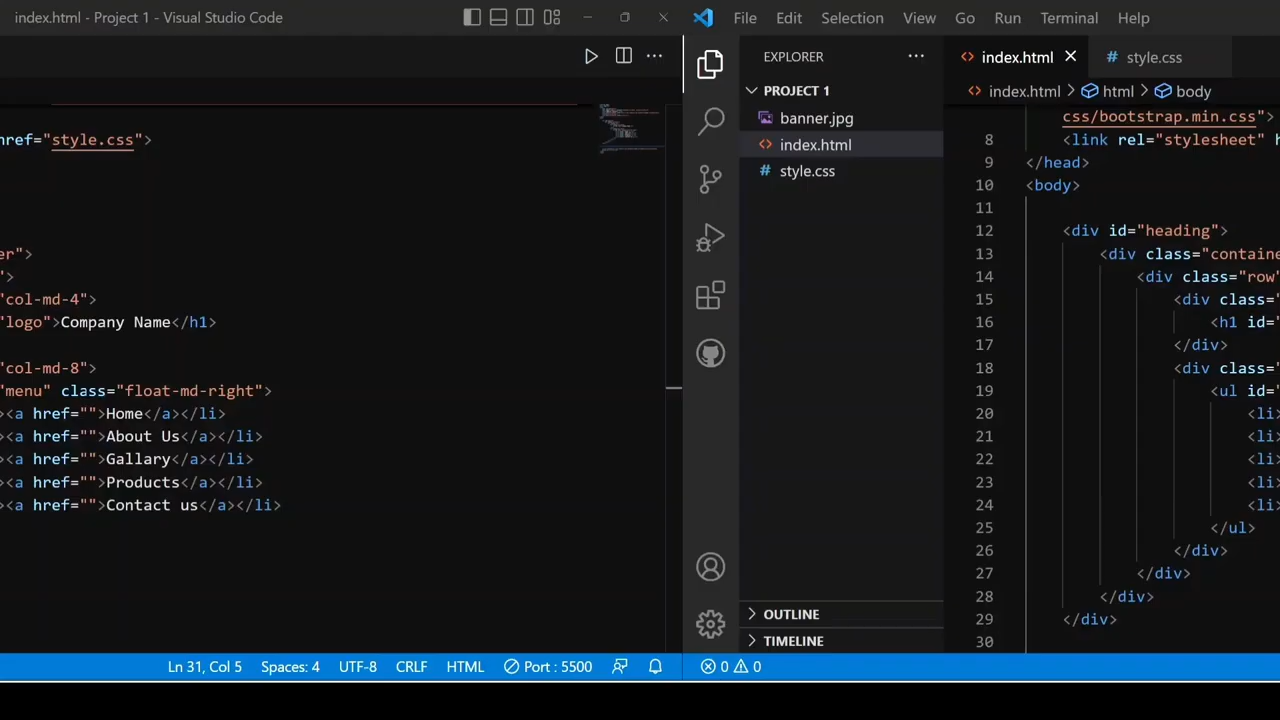 index.html - Project 1 - Visual Studio Code
href="style.css">
er">
">
"col-md-4">
"logo">Company Name</h1>
"col-md-8">
"menu" class="float-md-right">
><a href="">Home</a></li>
><a href="">About Us</a></li>
><a href="">Gallary</a></li>
><a href="">Products</a></li>
><a href="">Contact us</a></li>
Ln 31, Col 5 Spaces: 4 UTF-8 CRLF HTML Port : 5500
File Edit Selection View Go Run Terminal Help
EXPLORER
PROJECT 1
banner.jpg
index.html
style.css
OUTLINE
TIMELINE
0 0
index.html style.css
index.html > html > body
css/bootstrap.min.css">
8 <link rel="stylesheet" h
9 </head>
10 <body>
11
12 <div id="heading">
13 <div class="containe
14 <div class="row"
15 <div class="
16 <h1 id="
17 </div>
18 <div class="
19 <ul id="
20 <li>
21 <li>
22 <li>
23 <li>
24 <li>
25 </ul>
26 </div>
27 </div>
28 </div>
29 </div>
30